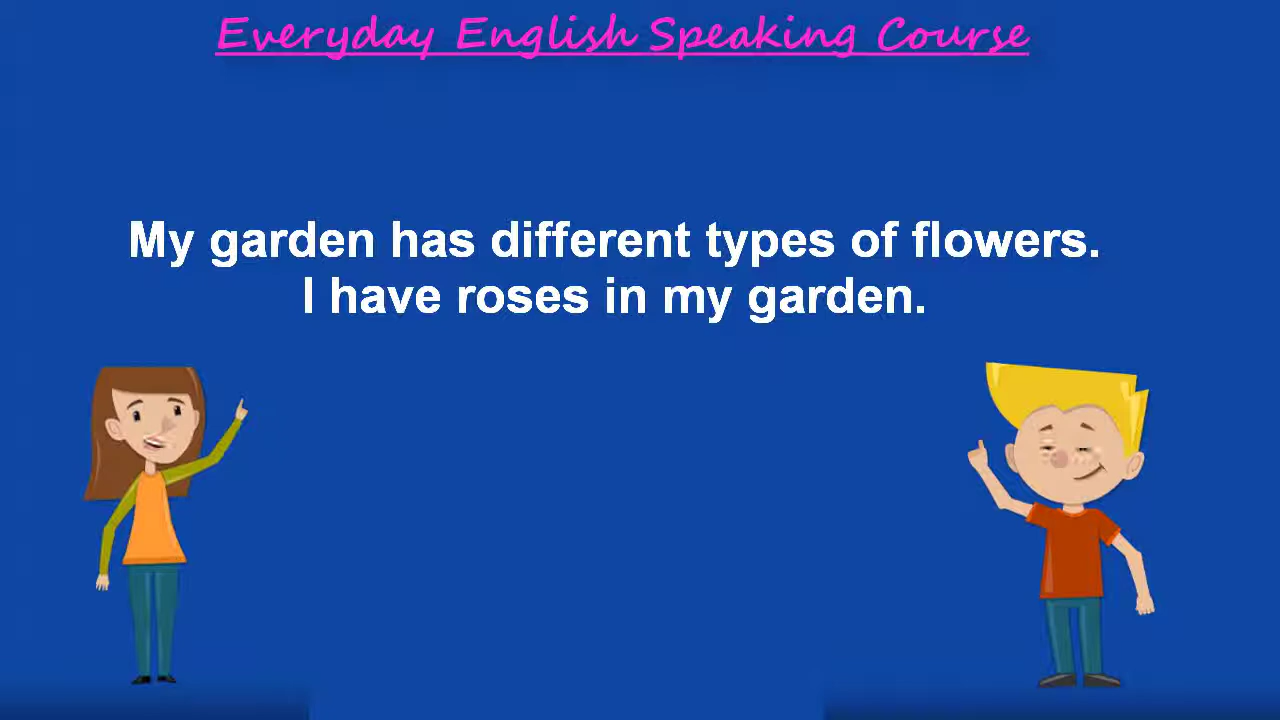 Everyday English Speaking Course
My garden has different types of flowers.
I have roses in my garden.